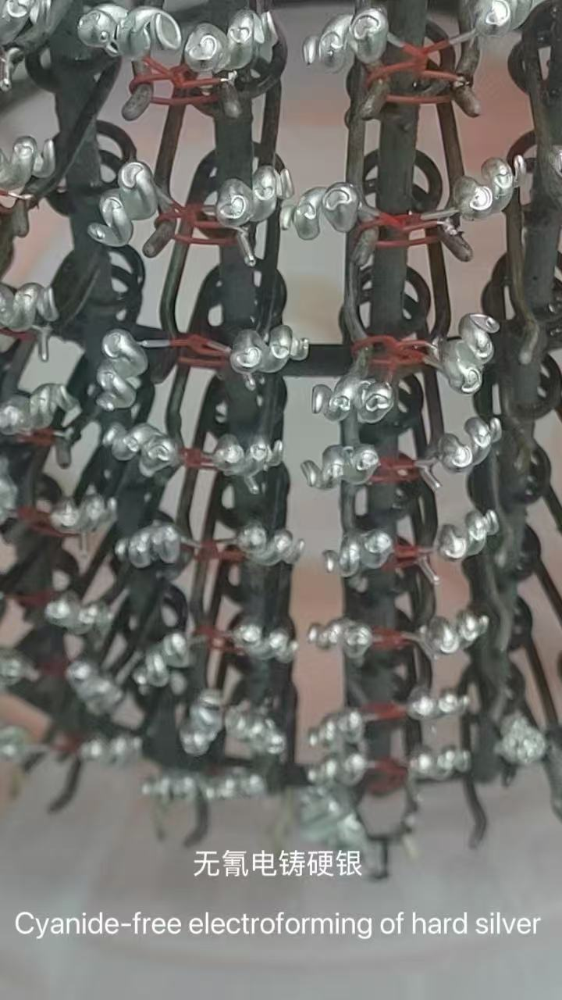 无氰电铸硬银
Cyanide-free electroforming of hard silver